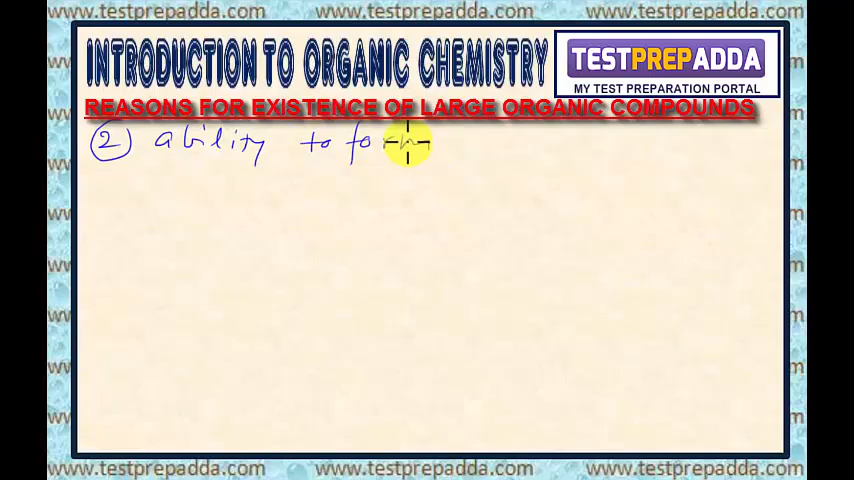 www.testprepadda.com www.testprepadda.com www.testprepadda.com
INTRODUCTION TO ORGANIC CHEMISTRY
TESTPREPADDA
MY TEST PREPARATION PORTAL
REASONS FOR EXISTENCE OF LARGE ORGANIC COMPOUNDS
2 ability to form
www.testprepadda.com www.testprepadda.com www.testprepadda.com